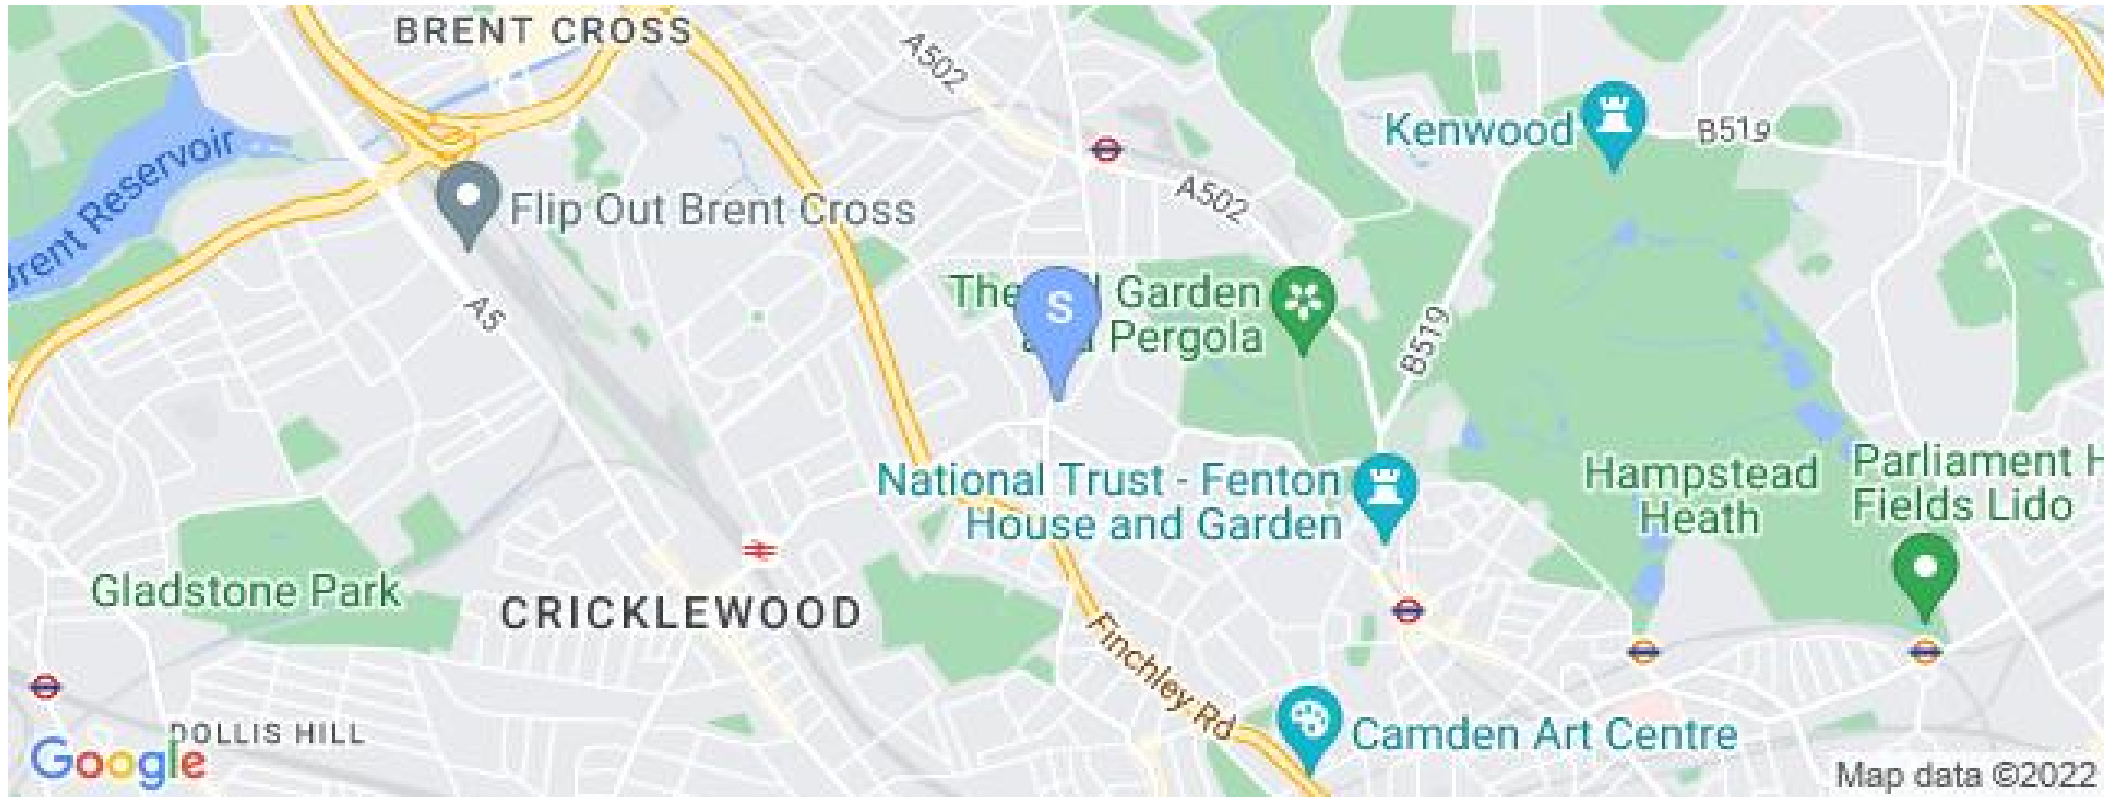 BRENT CROSS
A502
Kenwood
B519
Brent Reservoir
Flip Out Brent Cross
A502
A5
The Garden
Pergola
S
B519
National Trust - Fenton
House and Garden
Hampstead
Heath
Parliament H
Fields Lido
Gladstone Park
CRICKLEWOOD
Finchley Rd
DOLLIS HILL
Camden Art Centre
Google
Map data ©2022